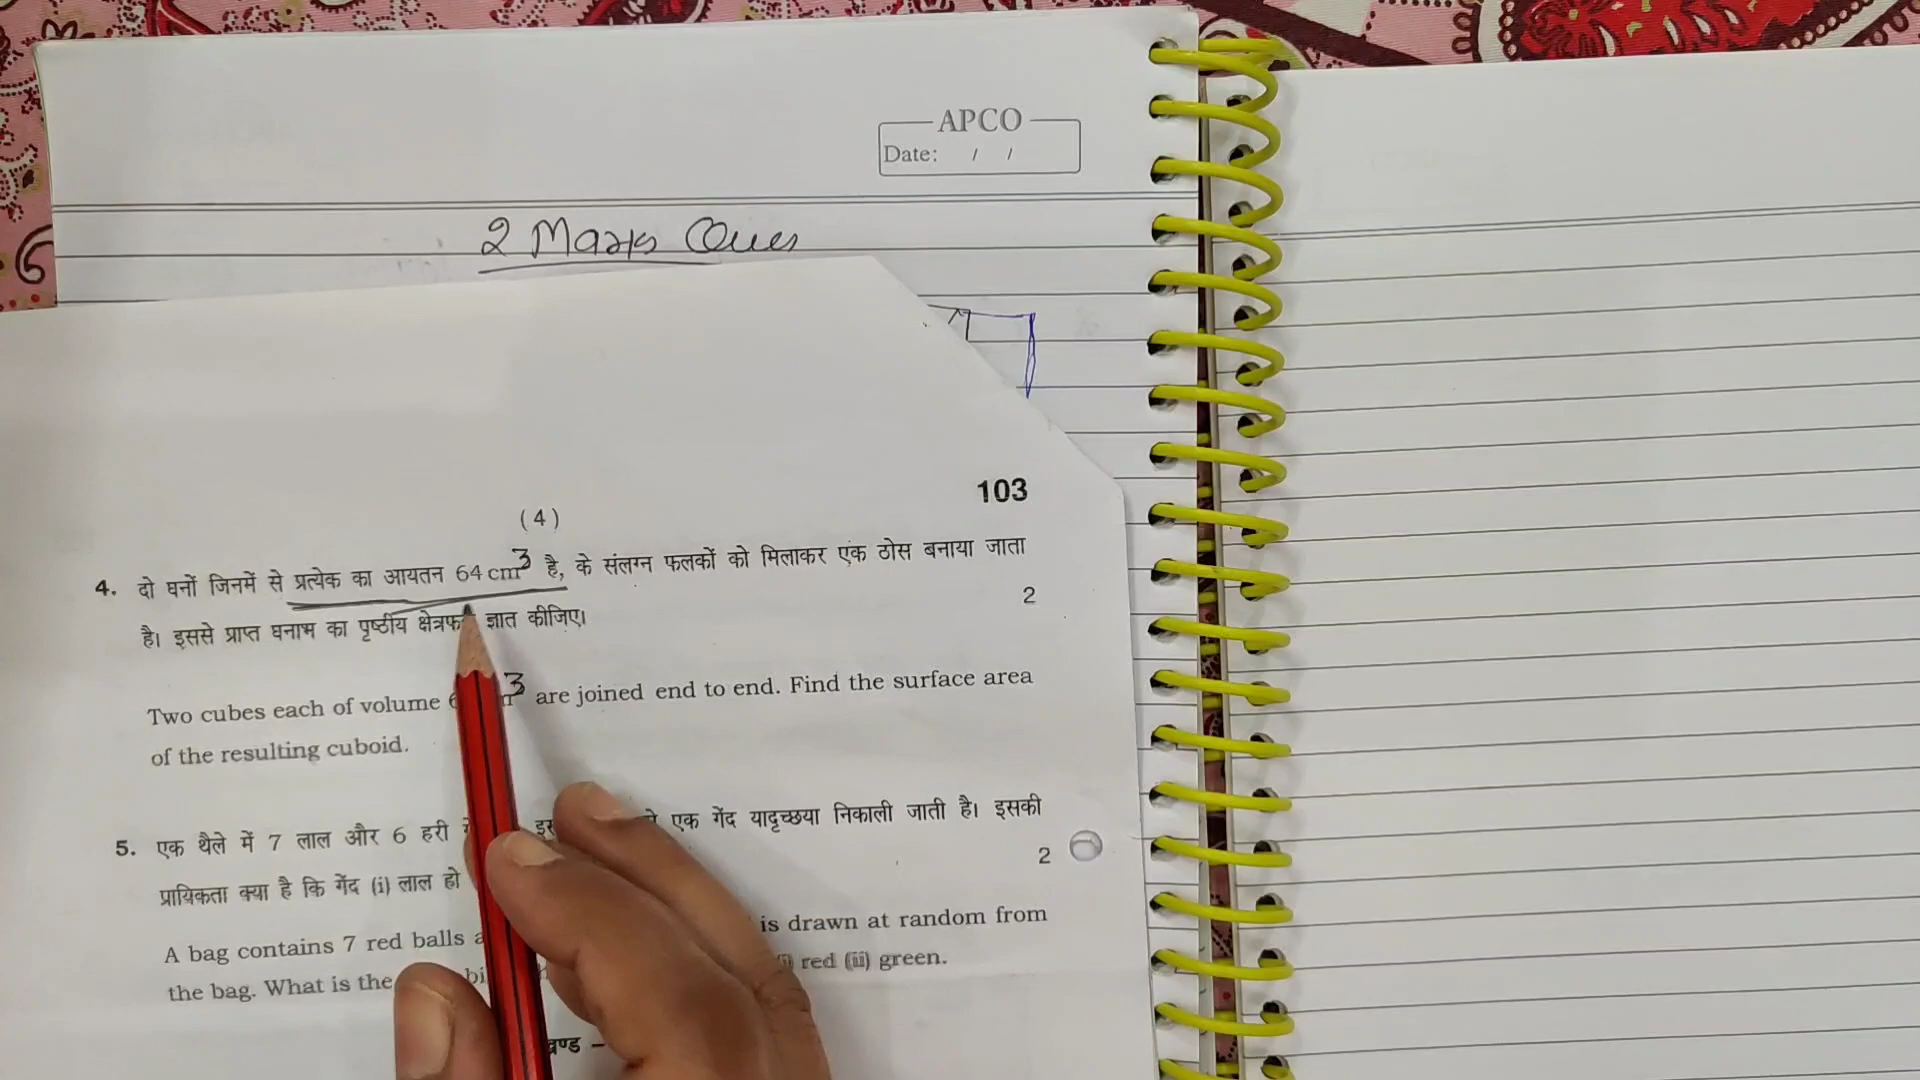 APCO
Date: / /
2 Marks Ques
103
(4)
4. दो घनों जिनमें से प्रत्येक का आयतन 64 cm³ है, के संलग्न फलकों को मिलाकर एक ठोस बनाया जाता
है। इससे प्राप्त घनाभ का पृष्ठीय ज्ञात कीजिए।
2
Two cubes each of volume are joined end to end. Find the surface area
of the resulting cuboid.
5. एक थैले में 7 लाल और 6 हरी एक गेंद यादृच्छया निकाली जाती है। इसकी
2
प्रायिकता क्या है कि गेंद (i) लाल हो
A bag contains 7 red balls is drawn at random from
the bag. What is the red (ii) green.